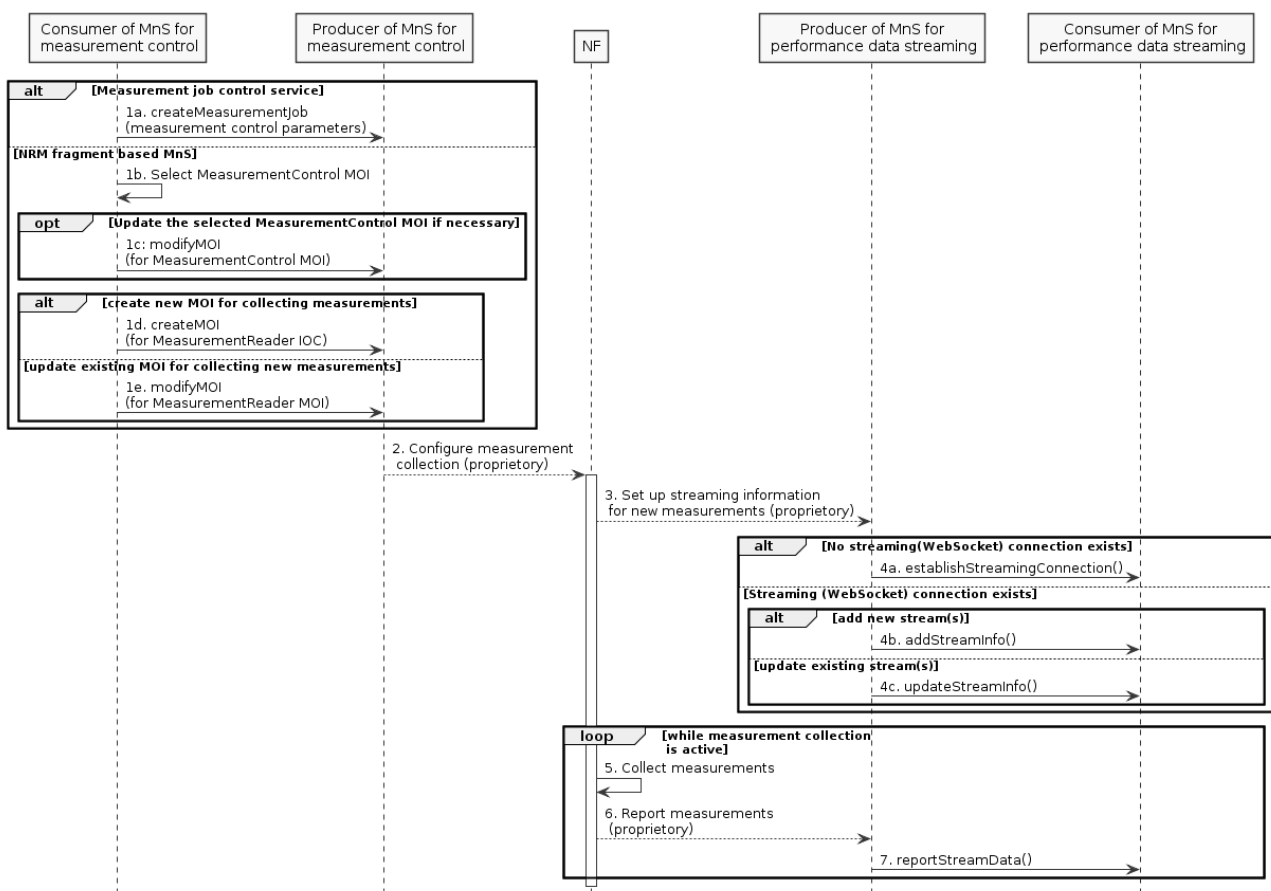 Consumer of MnS for
measurement control
Producer of MnS for
measurement control
NF
Producer of MnS for
performance data streaming
Consumer of MnS for
performance data streaming
alt [Measurement job control service]
1a. createMeasurementJob
(measurement control parameters)
[NRM fragment based MnS]
1b. Select MeasurementControl MOI
opt [Update the selected MeasurementControl MOI if necessary]
1c: modifyMOI
(for MeasurementControl MOI)
alt [create new MOI for collecting measurements]
1d. createMOI
(for MeasurementReader IOC)
[update existing MOI for collecting new measurements]
1e. modifyMOI
(for MeasurementReader MOI)
2. Configure measurement
collection (proprietory)
3. Set up streaming information
for new measurements (proprietory)
alt [No streaming(WebSocket) connection exists]
4a. establishStreamingConnection()
[Streaming (WebSocket) connection exists]
alt [add new stream(s)]
4b. addStreamInfo()
[update existing stream(s)]
4c. updateStreamInfo()
loop [while measurement collection
is active]
5. Collect measurements
6. Report measurements
(proprietory)
7. reportStreamData()